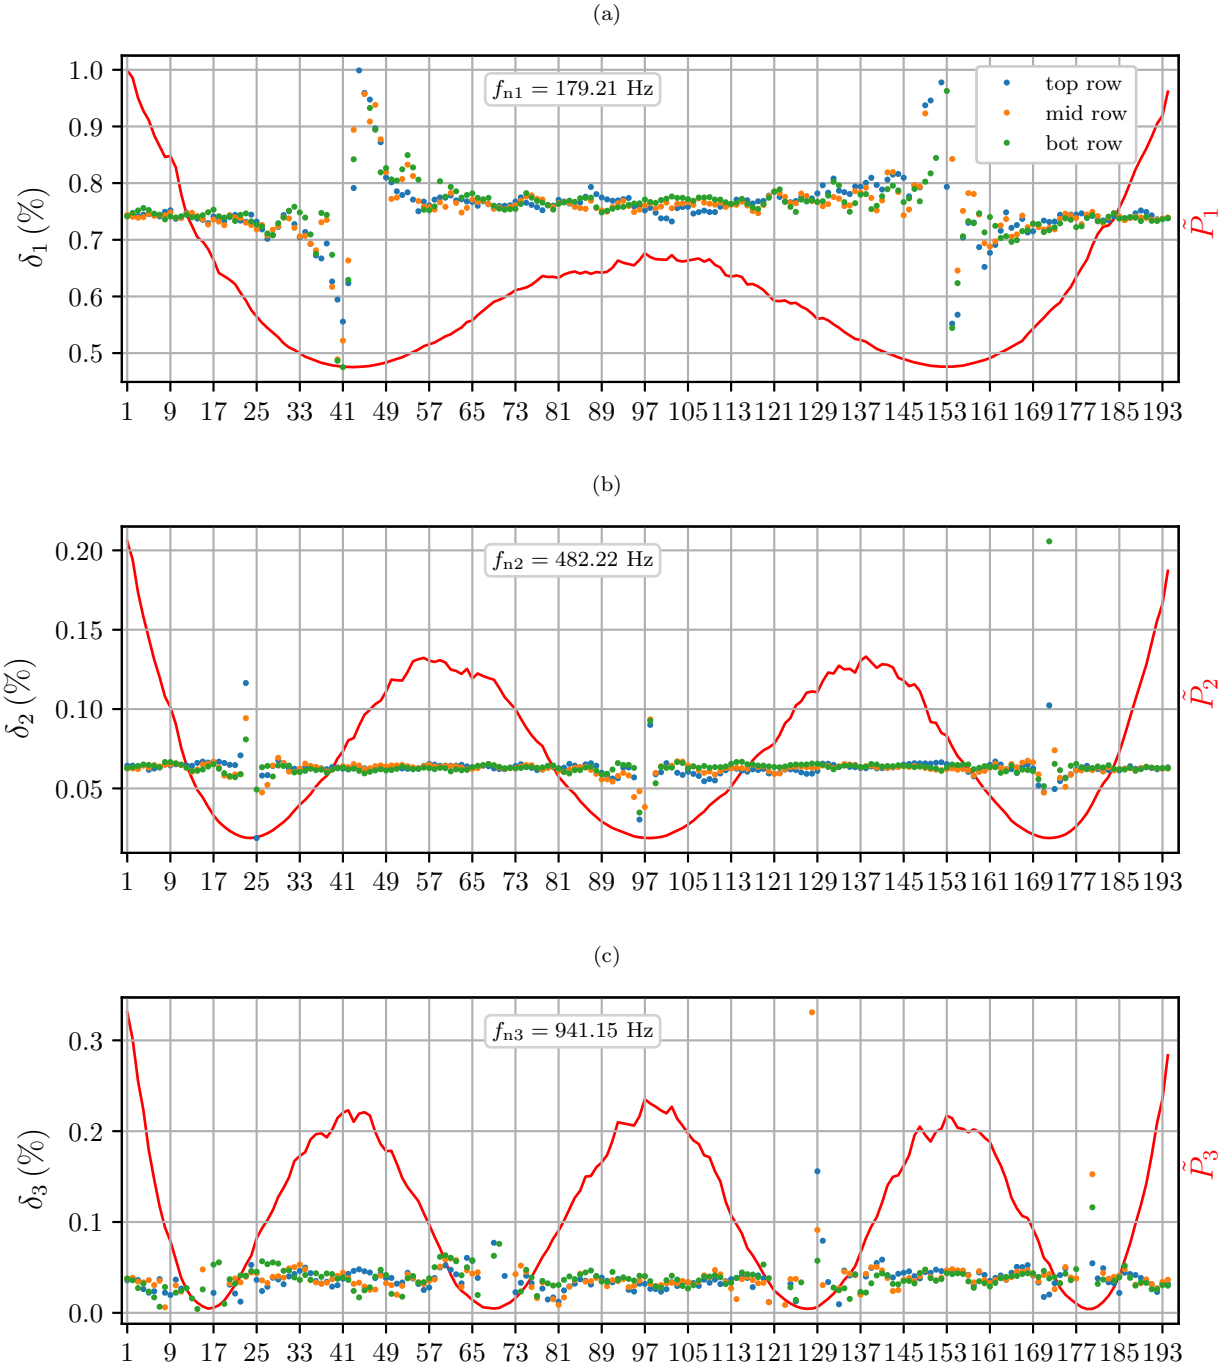 (a)
δ₁ (%)
1.0
0.9
0.8
0.7
0.6
0.5
f_n1 = 179.21 Hz
top row
mid row
bot row
P̃₁
1 9 17 25 33 41 49 57 65 73 81 89 97 105 113 121 129 137 145 153 161 169 177 185 193
(b)
δ₂ (%)
0.20
0.15
0.10
0.05
f_n2 = 482.22 Hz
P̃₂
1 9 17 25 33 41 49 57 65 73 81 89 97 105 113 121 129 137 145 153 161 169 177 185 193
(c)
δ₃ (%)
0.3
0.2
0.1
0.0
f_n3 = 941.15 Hz
P̃₃
1 9 17 25 33 41 49 57 65 73 81 89 97 105 113 121 129 137 145 153 161 169 177 185 193